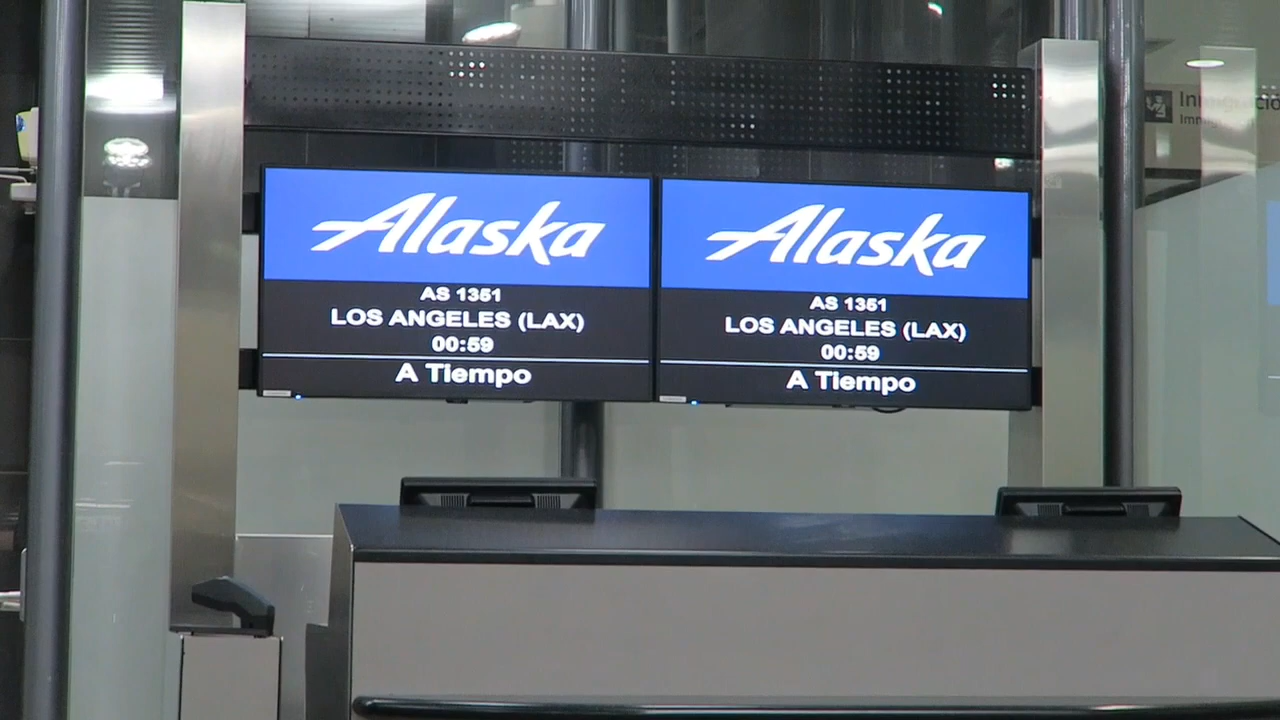 Alaska
AS 1351
LOS ANGELES (LAX)
00:59
A Tiempo
Alaska
AS 1351
LOS ANGELES (LAX)
00:59
A Tiempo